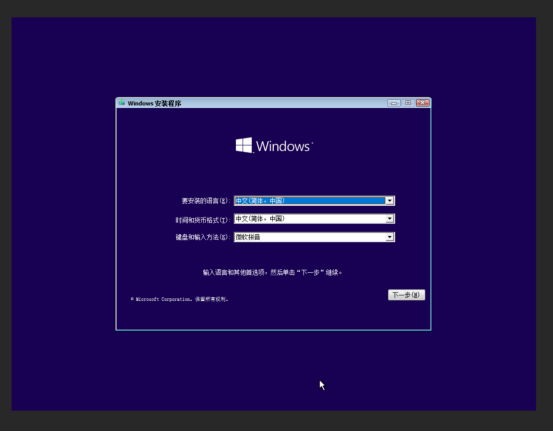 Windows 安装程序
Windows
要安装的语言(E): 中文(简体，中国)
时间和货币格式(T): 中文(简体，中国)
键盘和输入方法(K): 微软拼音
输入语言和其他首选项，然后单击“下一步”继续。
© Microsoft Corporation。保留所有权利。
下一步(N)